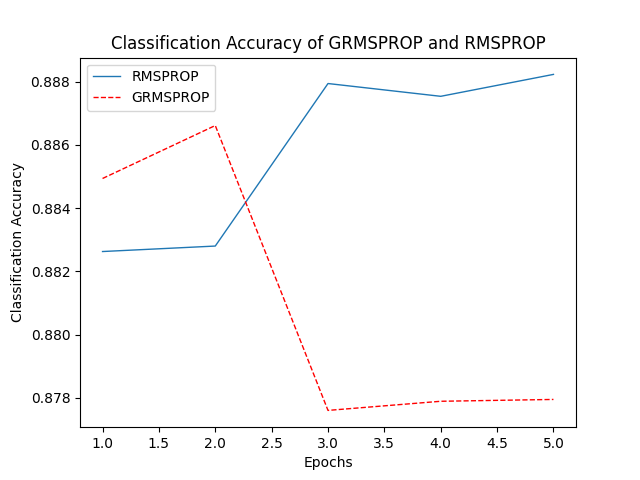 Classification Accuracy of GRMSPROP and RMSPROP
RMSPROP
GRMSPROP
Classification Accuracy
0.888
0.886
0.884
0.882
0.880
0.878
1.0 1.5 2.0 2.5 3.0 3.5 4.0 4.5 5.0
Epochs